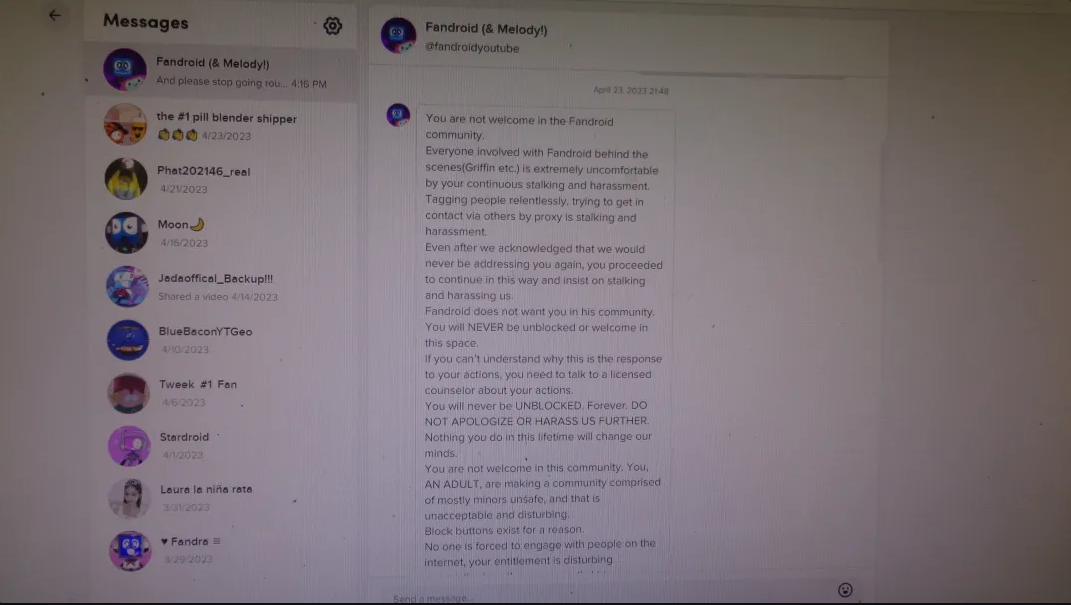 Messages
Fandroid (& Melody!)
And please stop going rou... 4:16 PM
the #1 pill blender shipper
🍋🍋🍋 4/23/2023
Phat202146_real
4/21/2023
Moon🌙
4/16/2023
Jadaoffical_Backup!!!
Shared a video 4/14/2023
BlueBaconYTGeo
4/10/2023
Tweek #1 Fan
4/6/2023
Stardroid
4/1/2023
Laura la niña rata
3/31/2023
♥ Fandra ≡
3/29/2023
Fandroid (& Melody!)
@fandroidyoutube
April 23, 2023 21:48
You are not welcome in the Fandroid
community.
Everyone involved with Fandroid behind the
scenes(Griffin etc.) is extremely uncomfortable
by your continuous stalking and harassment.
Tagging people relentlessly, trying to get in
contact via others by proxy is stalking and
harassment.
Even after we acknowledged that we would
never be addressing you again, you proceeded
to continue in this way and insist on stalking
and harassing us.
Fandroid does not want you in his community.
You will NEVER be unblocked or welcome in
this space.
If you can't understand why this is the response
to your actions, you need to talk to a licensed
counselor about your actions.
You will never be UNBLOCKED. Forever. DO
NOT APOLOGIZE OR HARASS US FURTHER.
Nothing you do in this lifetime will change our
minds.
You are not welcome in this community. You,
AN ADULT, are making a community comprised
of mostly minors unsafe, and that is
unacceptable and disturbing.
Block buttons exist for a reason.
No one is forced to engage with people on the
internet, your entitlement is disturbing
Send a message...